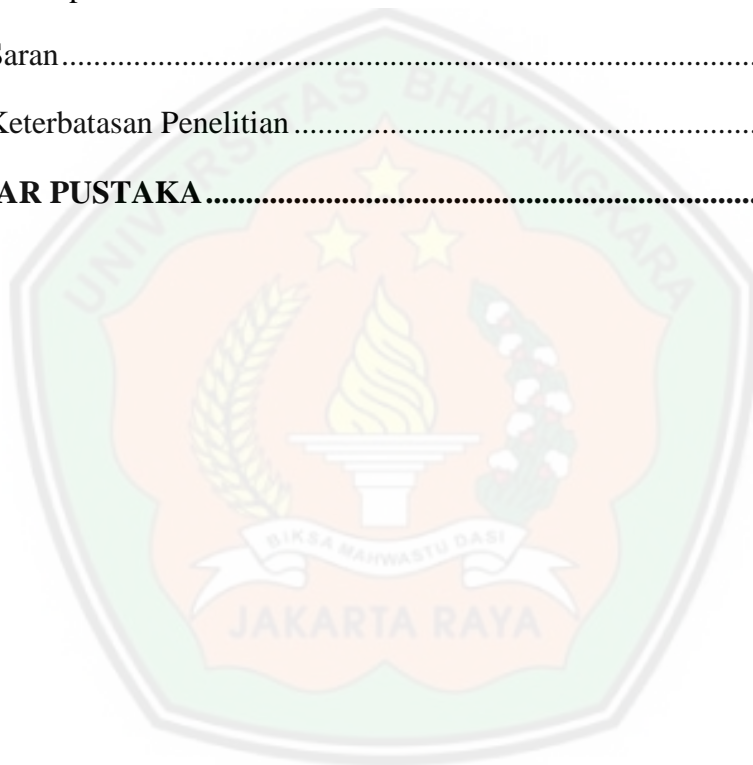 Saran..........................................................................................
Keterbatasan Penelitian.........................................................
AR PUSTAKA....................................................................
UNIVERSITAS BHAYANGKARA
BIKSA MAHWASTU DASI
JAKARTA RAYA